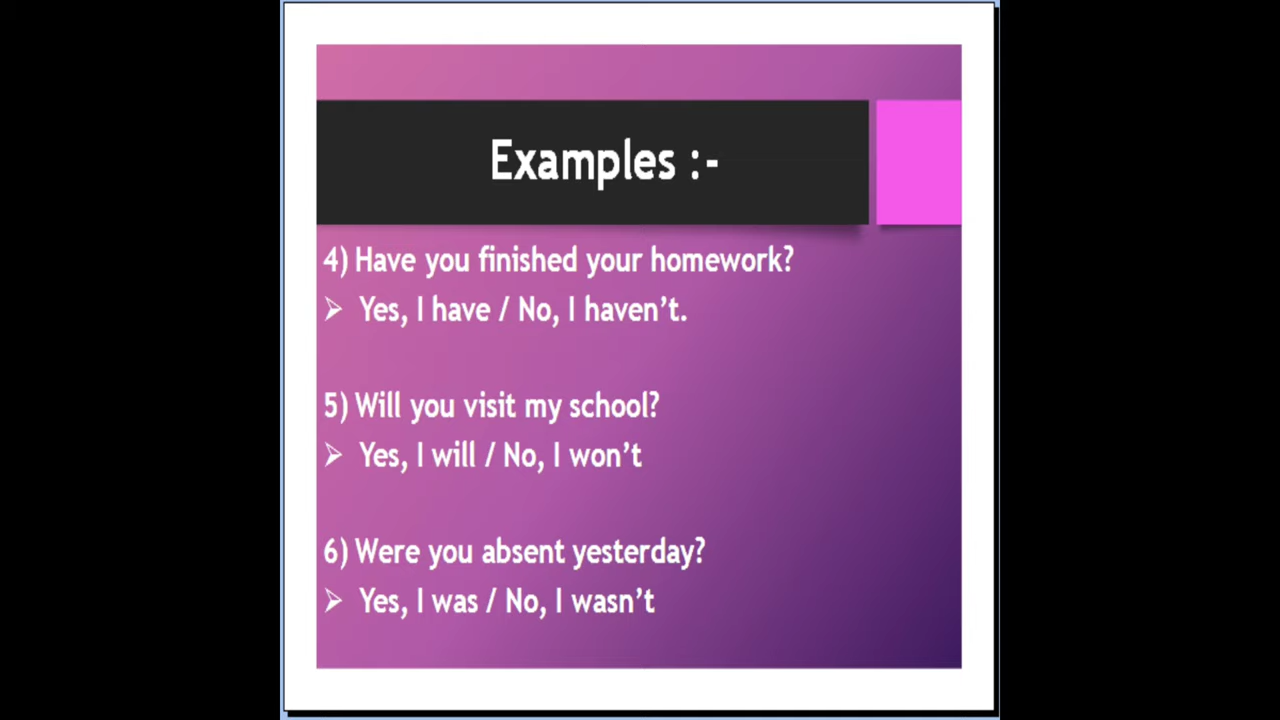 Examples :-
4) Have you finished your homework?
➢ Yes, I have / No, I haven’t.
5) Will you visit my school?
➢ Yes, I will / No, I won’t
6) Were you absent yesterday?
➢ Yes, I was / No, I wasn’t